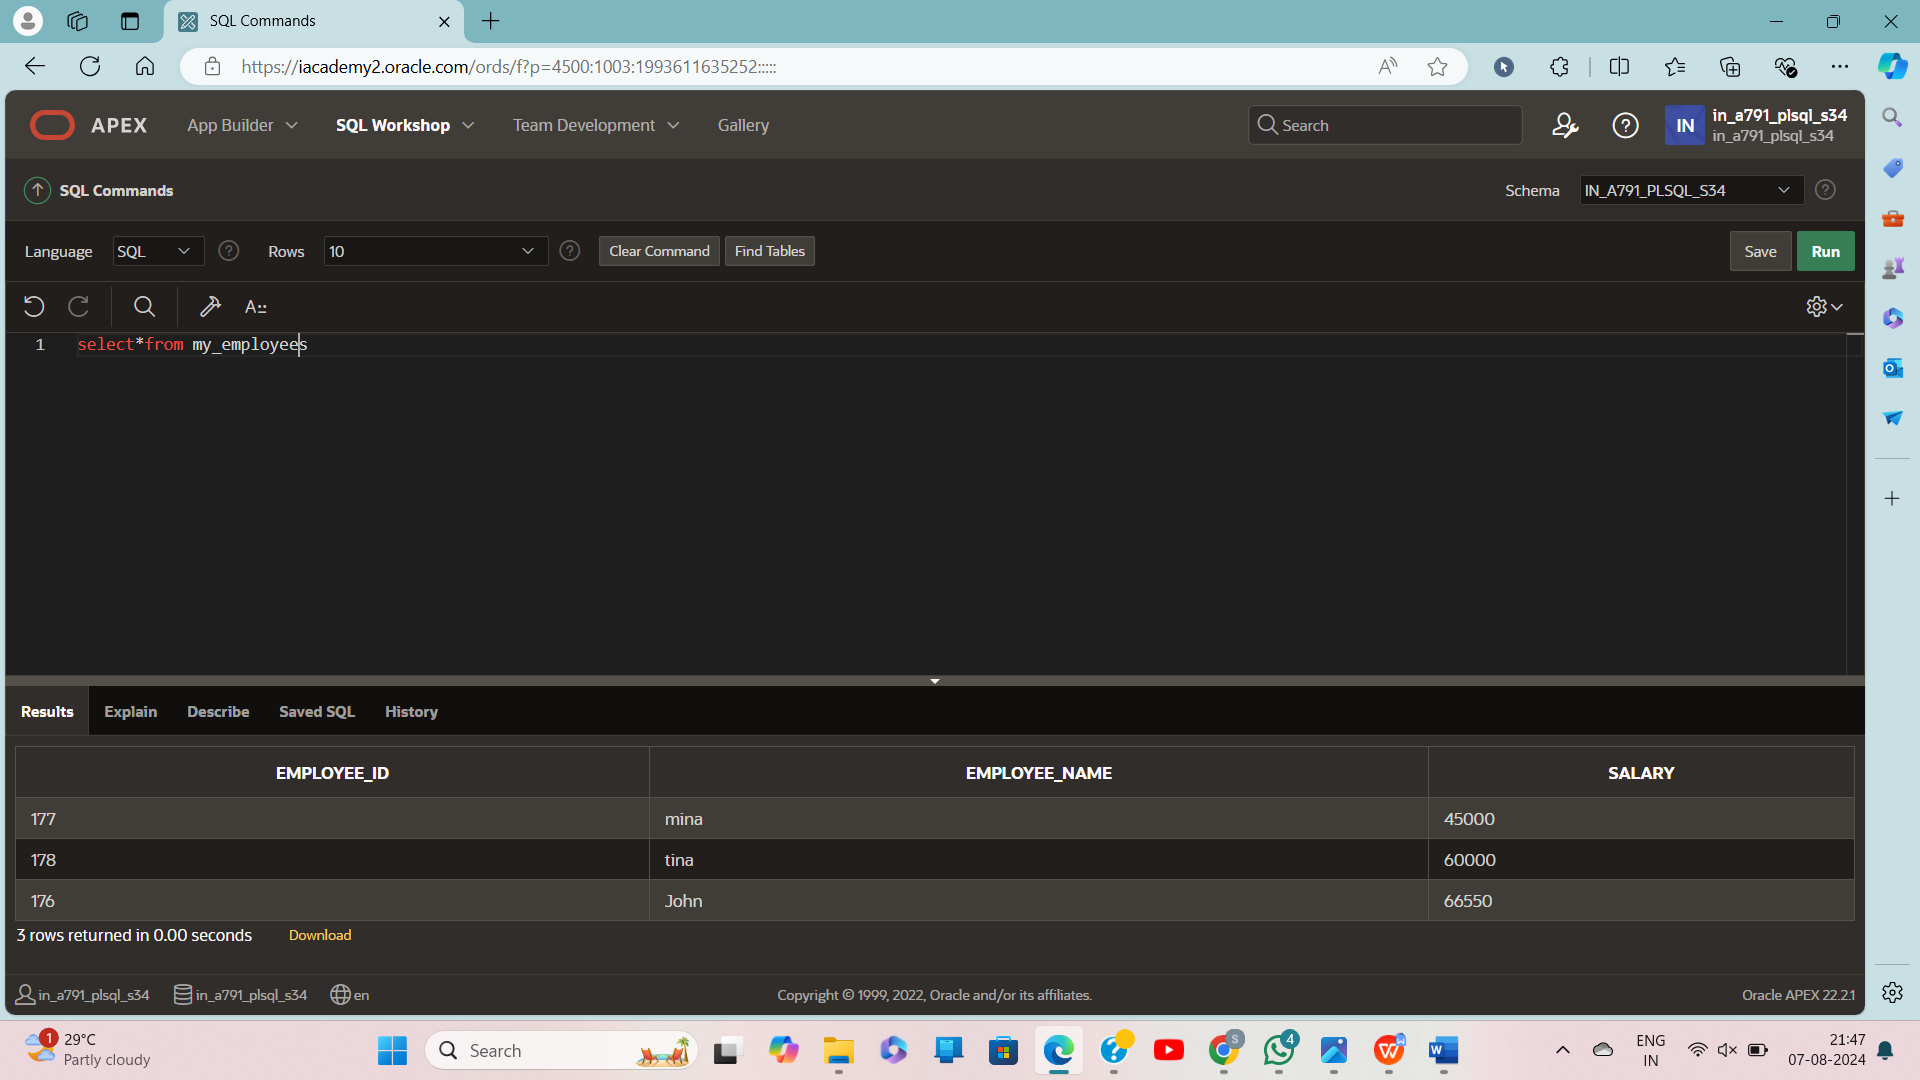 SQL Commands
https://iacademy2.oracle.com/ords/f?p=4500:1003:1993611635252:::::
APEX
App Builder
SQL Workshop
Team Development
Gallery
Search
IN
in_a791_plsql_s34
in_a791_plsql_s34
SQL Commands
Schema
IN_A791_PLSQL_S34
Language
SQL
Rows
10
Clear Command
Find Tables
Save
Run
A::
1 select*from my_employees
Results
Explain
Describe
Saved SQL
History
EMPLOYEE_ID EMPLOYEE_NAME SALARY
177 mina 45000
178 tina 60000
176 John 66550
3 rows returned in 0.00 seconds
Download
in_a791_plsql_s34
in_a791_plsql_s34
en
Copyright © 1999, 2022, Oracle and/or its affiliates.
Oracle APEX 22.2.1
1
29°C
Partly cloudy
Search
S
4
W
W
ENG
IN
21:47
07-08-2024